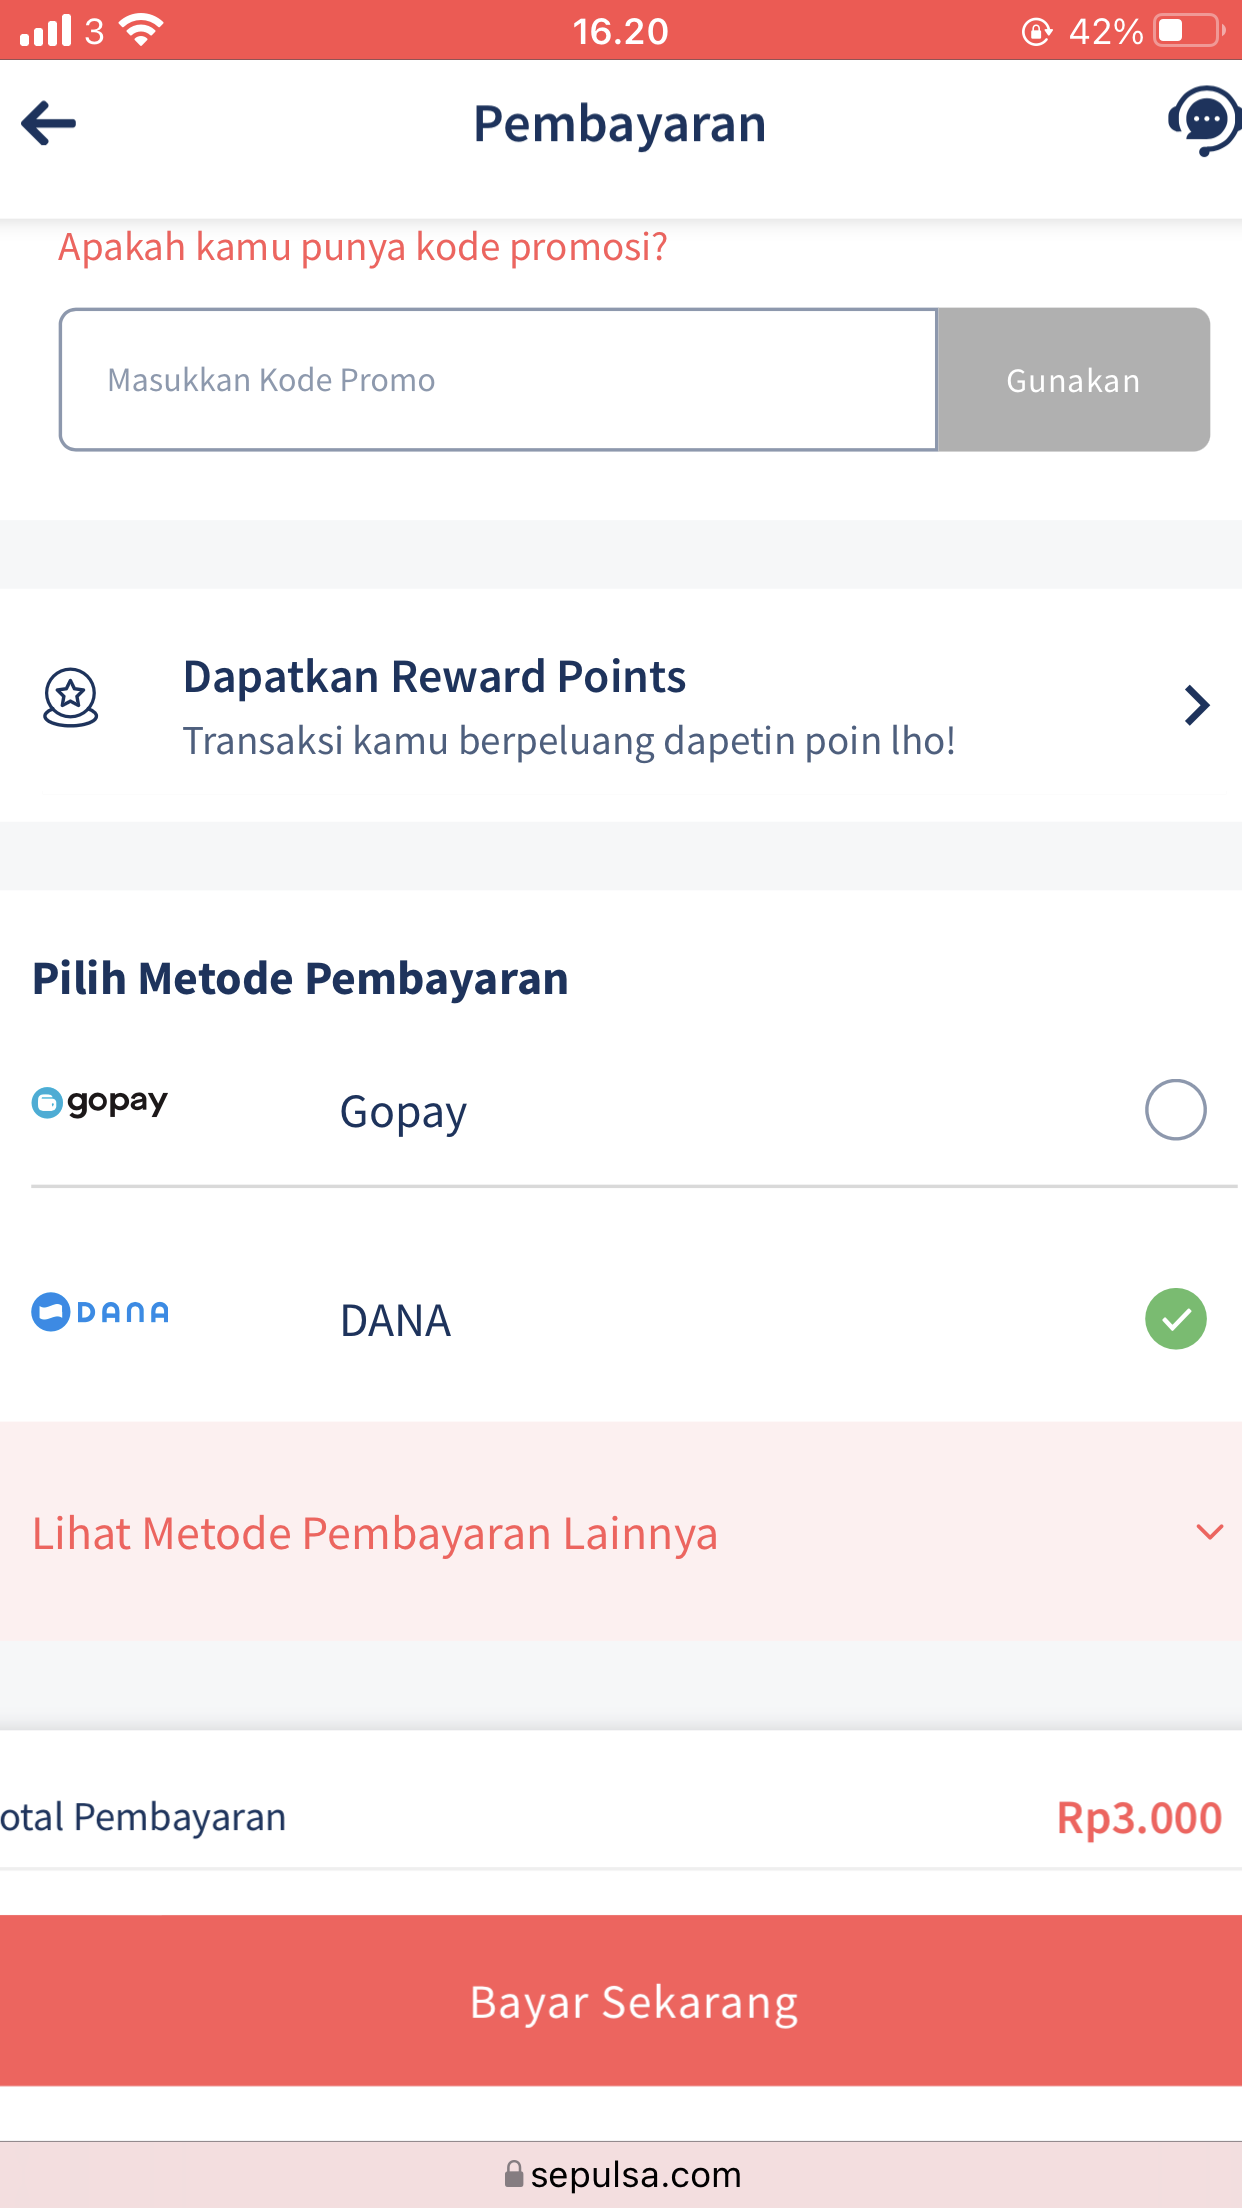 3 16.20 42%
Pembayaran
Apakah kamu punya kode promosi?
Masukkan Kode Promo Gunakan
Dapatkan Reward Points
Transaksi kamu berpeluang dapetin poin lho!
Pilih Metode Pembayaran
gopay Gopay
DANA DANA
Lihat Metode Pembayaran Lainnya
otal Pembayaran Rp3.000
Bayar Sekarang
sepulsa.com